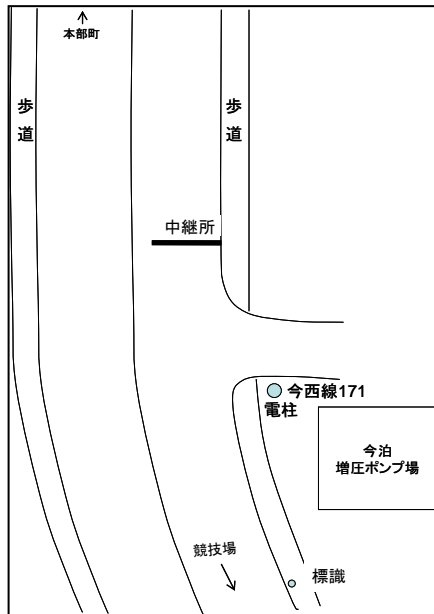 本部町
歩道
歩道
中継所
今西線171
電柱
今泊
増圧ポンプ場
競技場
標識